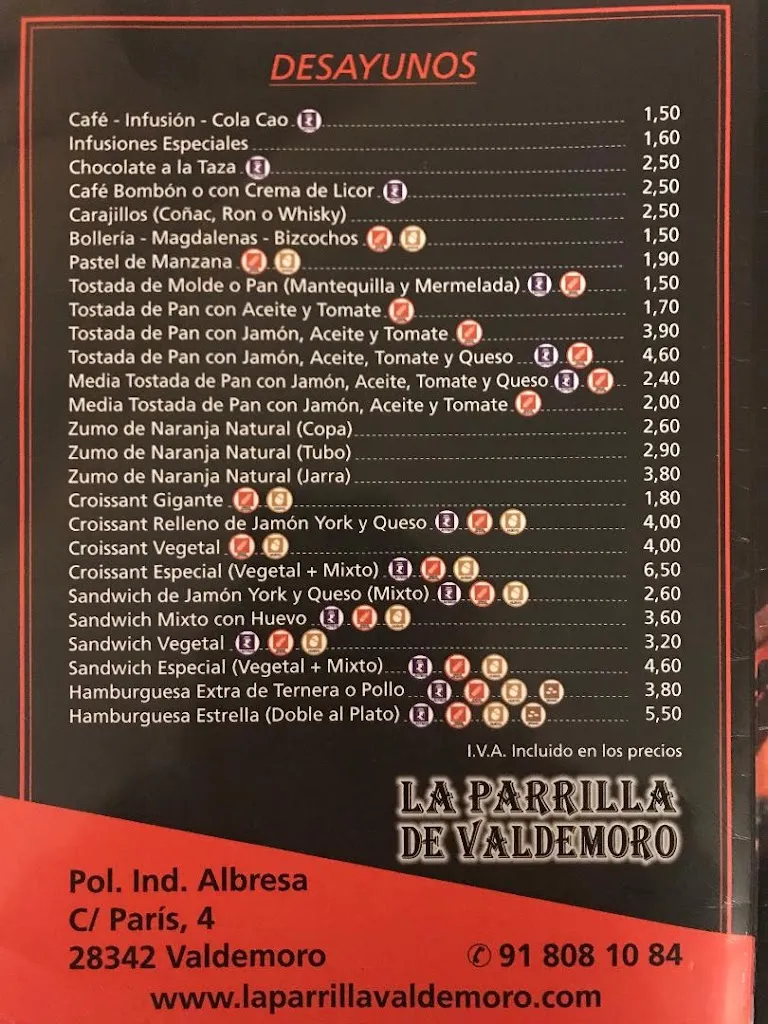 DESAYUNOS
Café - Infusión - Cola Cao 1,50
Infusiones Especiales 1,60
Chocolate a la Taza 2,50
Café Bombón o con Crema de Licor 2,50
Carajillos (Coñac, Ron o Whisky) 2,50
Bollería - Magdalenas - Bizcochos 1,50
Pastel de Manzana 1,90
Tostada de Molde o Pan (Mantequilla y Mermelada) 1,50
Tostada de Pan con Aceite y Tomate 1,70
Tostada de Pan con Jamón, Aceite y Tomate 3,90
Tostada de Pan con Jamón, Aceite, Tomate y Queso 4,60
Media Tostada de Pan con Jamón, Aceite, Tomate y Queso 2,40
Media Tostada de Pan con Jamón, Aceite y Tomate 2,00
Zumo de Naranja Natural (Copa) 2,60
Zumo de Naranja Natural (Tubo) 2,90
Zumo de Naranja Natural (Jarra) 3,80
Croissant Gigante 1,80
Croissant Relleno de Jamón York y Queso 4,00
Croissant Vegetal 4,00
Croissant Especial (Vegetal + Mixto) 6,50
Sandwich de Jamón York y Queso (Mixto) 2,60
Sandwich Mixto con Huevo 3,60
Sandwich Vegetal 3,20
Sandwich Especial (Vegetal + Mixto) 4,60
Hamburguesa Extra de Ternera o Pollo 3,80
Hamburguesa Estrella (Doble al Plato) 5,50
I.V.A. Incluido en los precios
LA PARRILLA
DE VALDEMORO
Pol. Ind. Albresa
C/ París, 4
28342 Valdemoro ✆ 91 808 10 84
www.laparrillavaldemoro.com